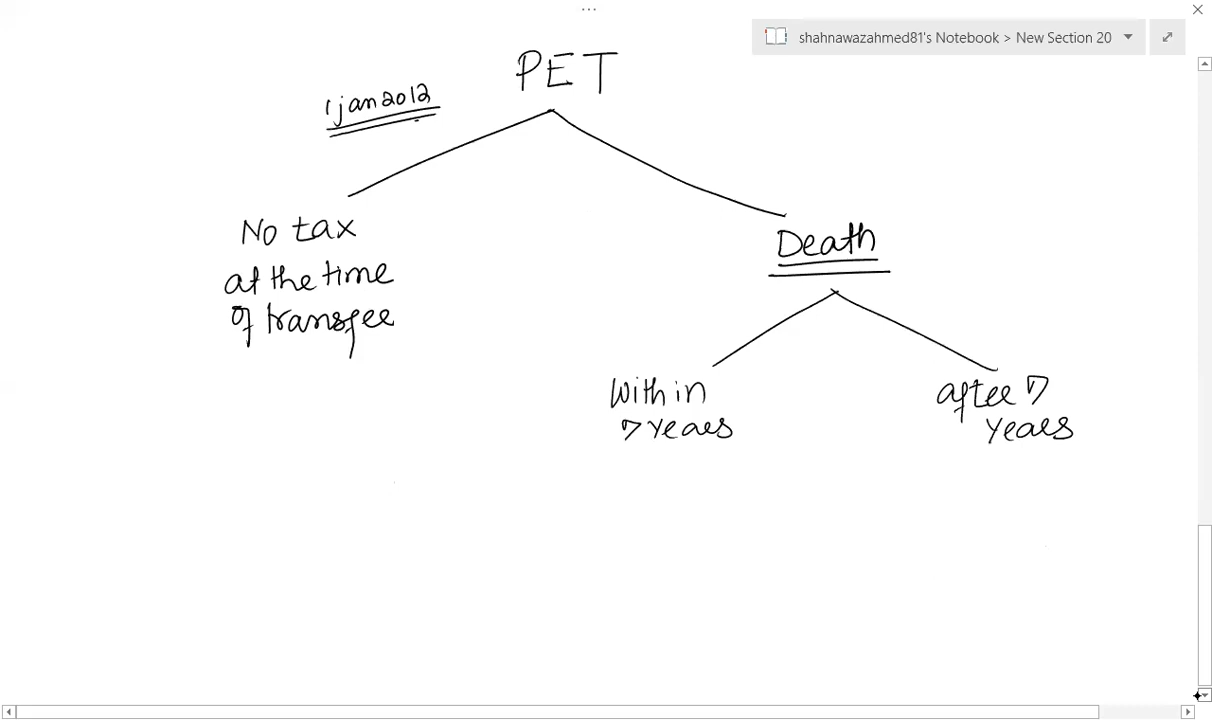 shahnawazahmed81's Notebook > New Section 20
PET
1 jan 2012
No tax
at the time
of transfer
Death
Within
7 Years
after 7
Years